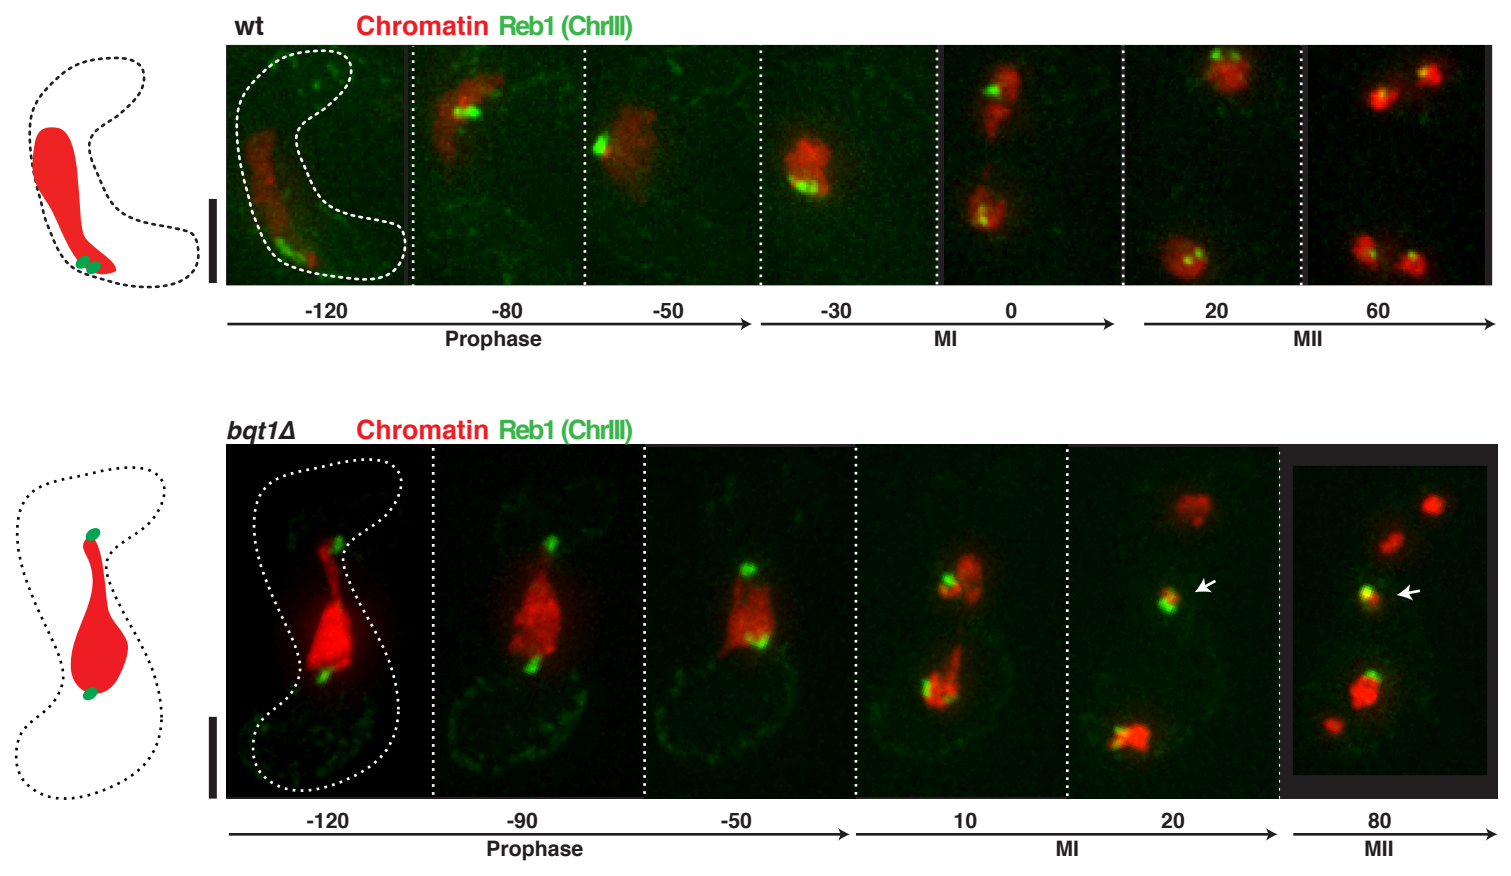 wt Chromatin Reb1 (ChrIII)
-120 -80 -50 -30 0 20 60
Prophase MI MII
bqt1Δ Chromatin Reb1 (ChrIII)
-120 -90 -50 10 20 80
Prophase MI MII